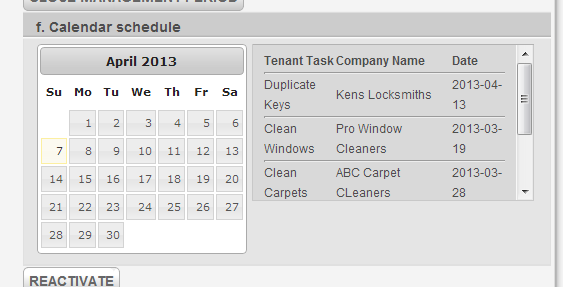 CLOSE MANAGEMENT PERIOD
f. Calendar schedule
April 2013
Su Mo Tu We Th Fr Sa
1 2 3 4 5 6
7 8 9 10 11 12 13
14 15 16 17 18 19 20
21 22 23 24 25 26 27
28 29 30
Tenant Task Company Name Date
Duplicate Keys Kens Locksmiths 2013-04-13
Clean Windows Pro Window Cleaners 2013-03-19
Clean Carpets ABC Carpet CLeaners 2013-03-28
REACTIVATE